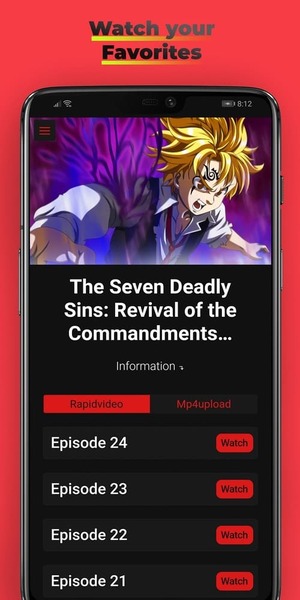 Watch your
Favorites
8:12
The Seven Deadly
Sins: Revival of the
Commandments...
Information
Rapidvideo Mp4upload
Episode 24 Watch
Episode 23 Watch
Episode 22 Watch
Episode 21 Watch